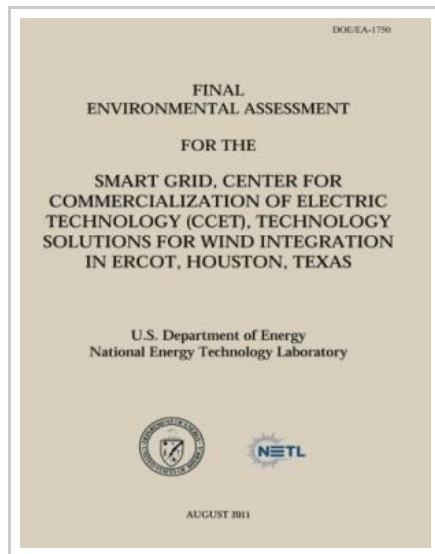 DOE/EA-1750
FINAL
ENVIRONMENTAL ASSESSMENT
FOR THE
SMART GRID, CENTER FOR
COMMERCIALIZATION OF ELECTRIC
TECHNOLOGY (CCET), TECHNOLOGY
SOLUTIONS FOR WIND INTEGRATION
IN ERCOT, HOUSTON, TEXAS
U.S. Department of Energy
National Energy Technology Laboratory
NETL
AUGUST 2011